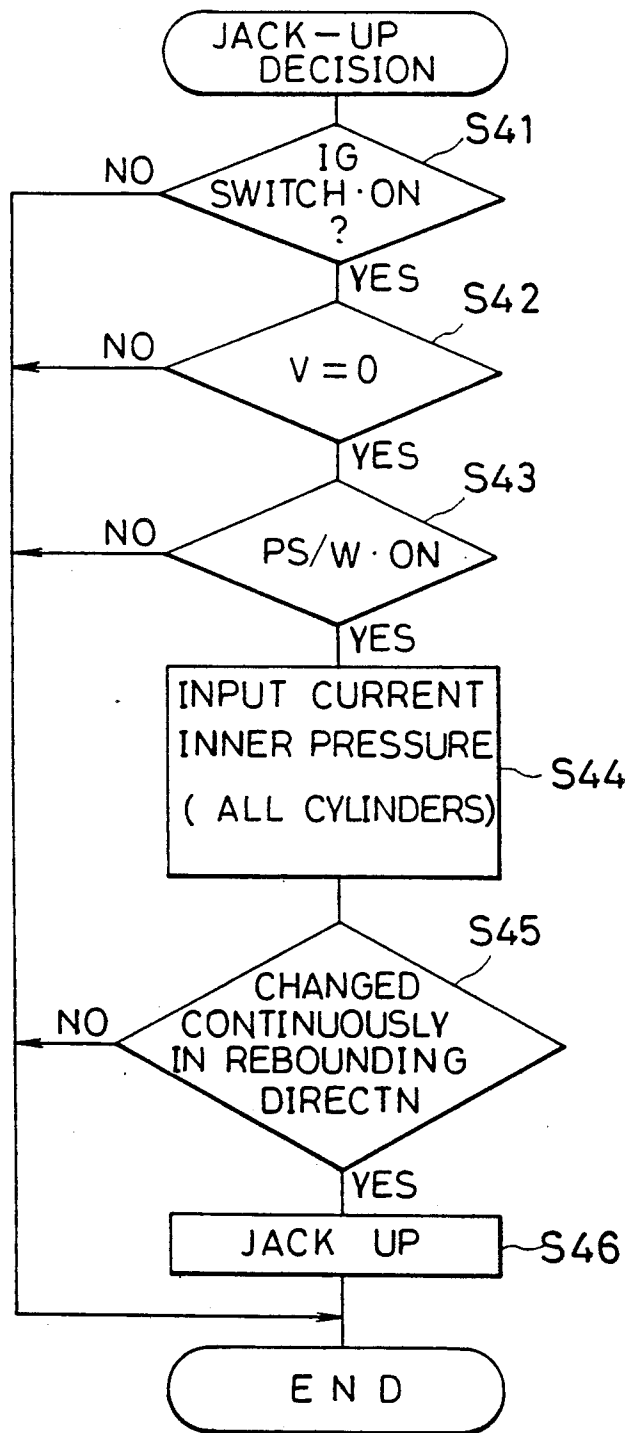 JACK-UP
DECISION
S41
IG
SWITCH·ON
?
NO
YES
S42
V=0
NO
YES
S43
PS/W·ON
NO
YES
INPUT CURRENT
INNER PRESSURE
( ALL CYLINDERS)
S44
S45
CHANGED
CONTINUOUSLY
IN REBOUNDING
DIRECTN
NO
YES
JACK UP
S46
END